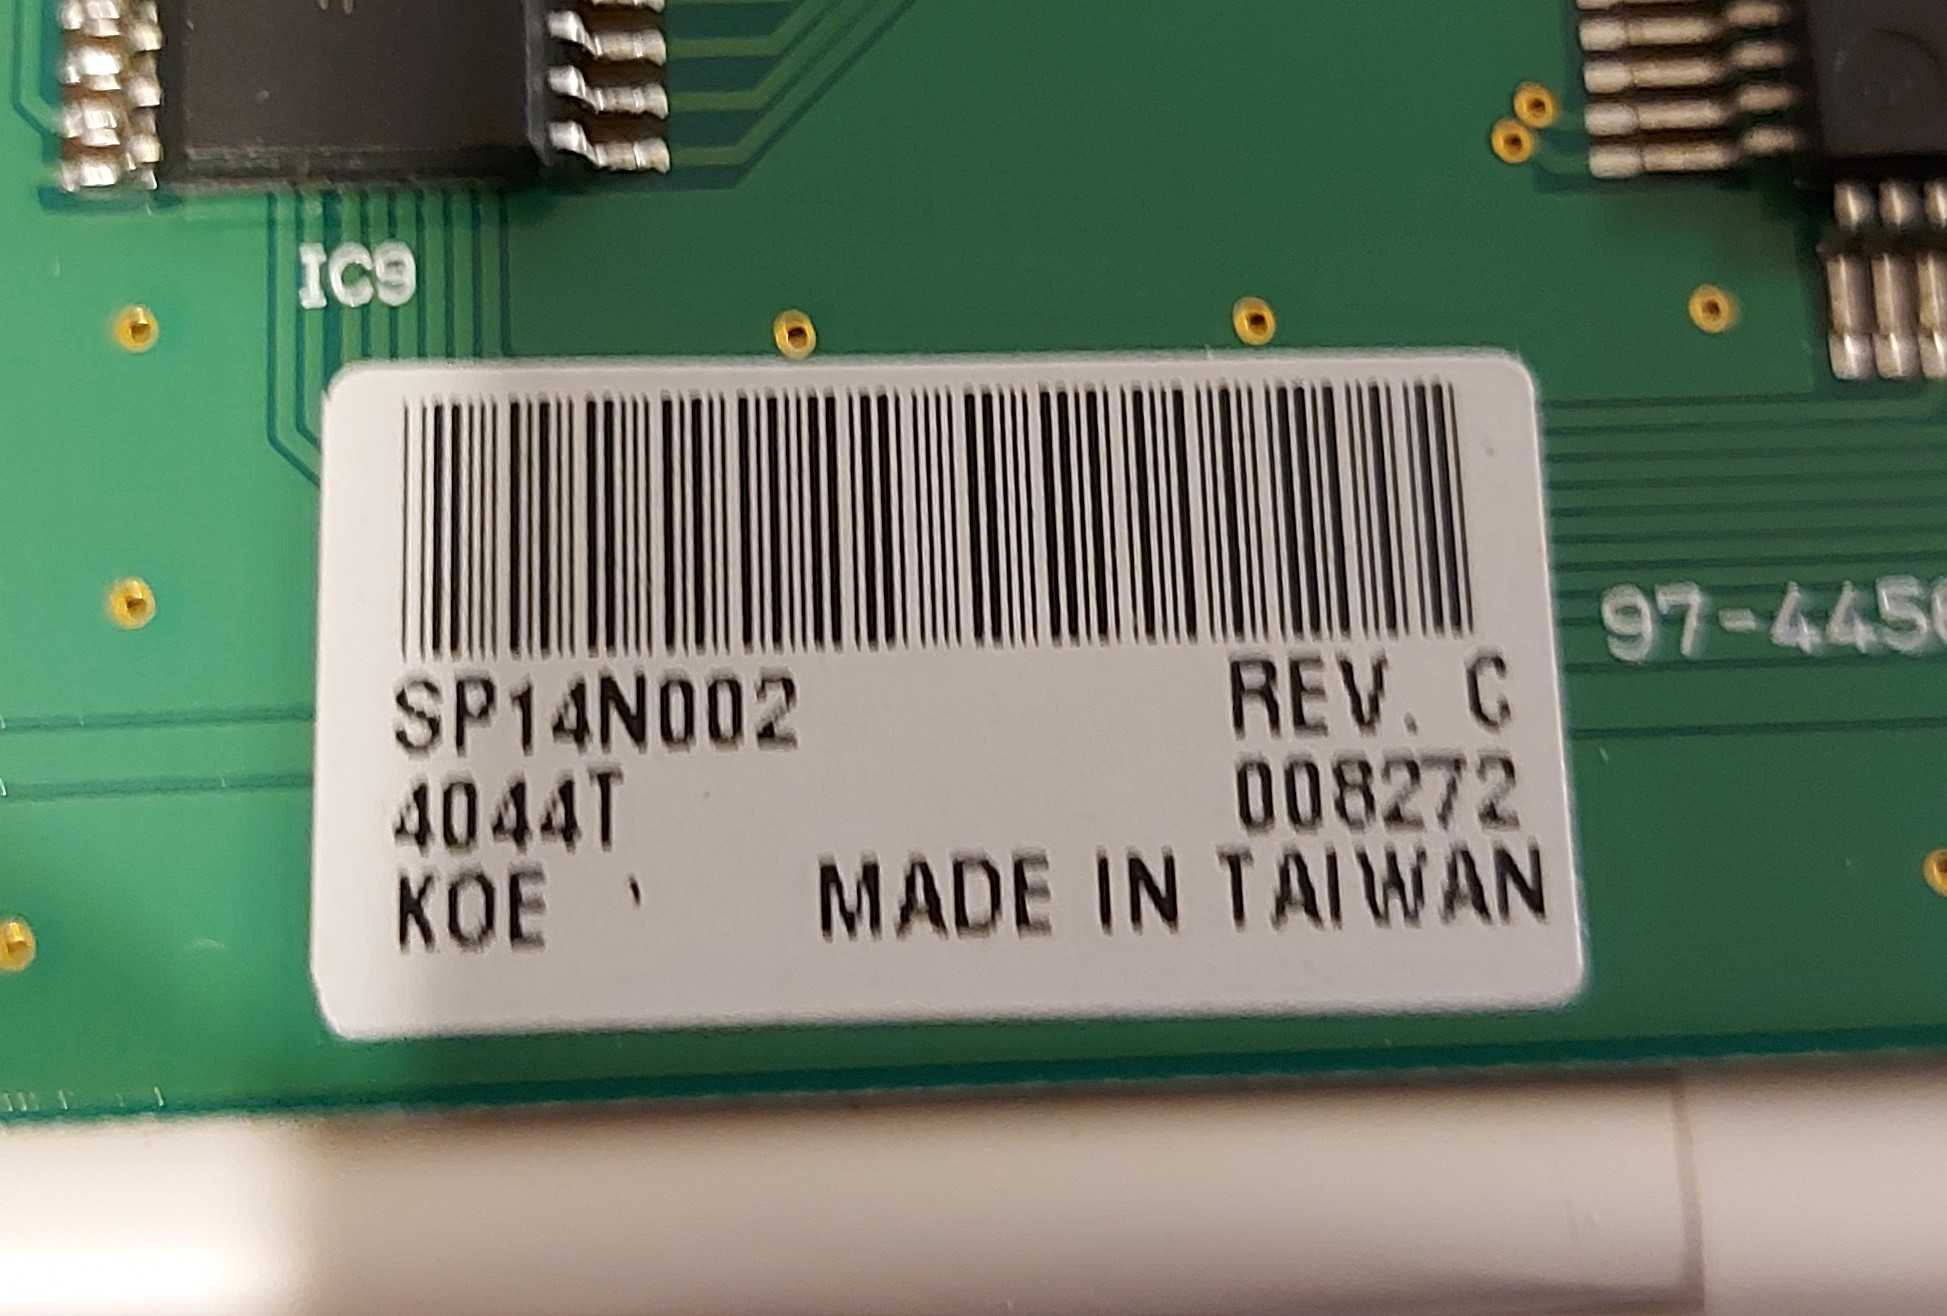 IC9
97-445
SP14N002 REV. C
4044T 008272
KOE MADE IN TAIWAN